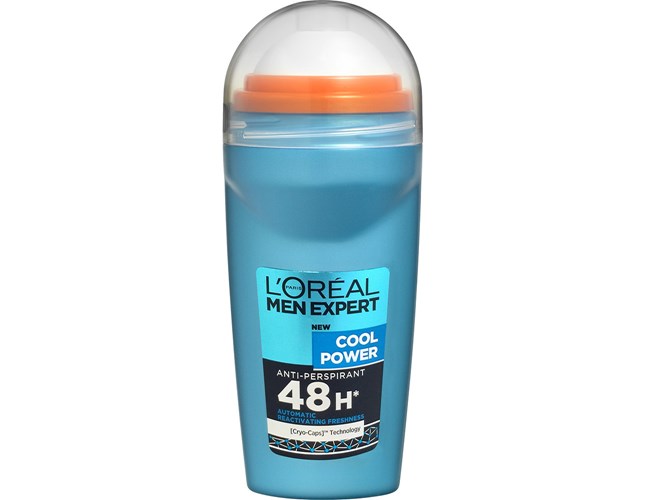 L'ORÉAL
PARIS
MEN EXPERT
NEW
COOL
POWER
ANTI-PERSPIRANT
48H*
AUTOMATIC
REACTIVATING FRESHNESS
[Cryo-Caps]™ Technology